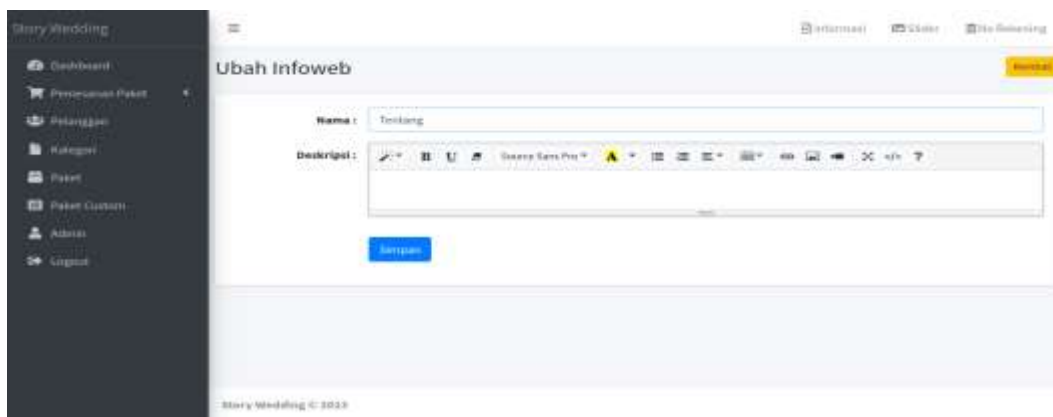 Story Wedding
Informasi Slider No Rekening
Dashboard
Ubah Infoweb
Kembali
Pemesanan Paket
Pelanggan
Nama : Tentang
Kategori
Deskripsi : B U Source Sans Pro A </> ?
Paket
Paket Custom
Admin
Simpan
Logout
Story Wedding © 2023